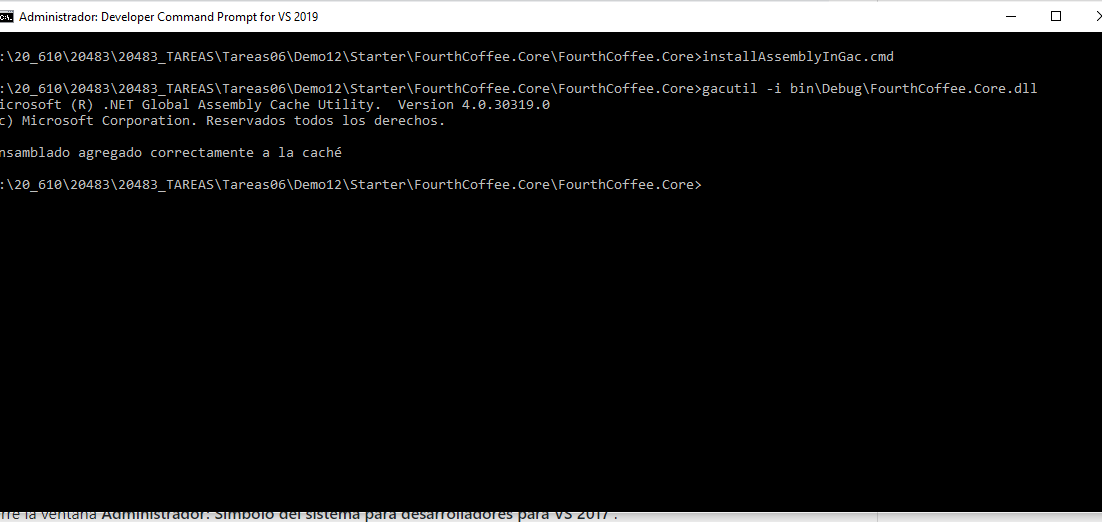 Administrador: Developer Command Prompt for VS 2019
:\20_610\20483\20483_TAREAS\Tareas06\Demo12\Starter\FourthCoffee.Core\FourthCoffee.Core>installAssemblyInGac.cmd
:\20_610\20483\20483_TAREAS\Tareas06\Demo12\Starter\FourthCoffee.Core\FourthCoffee.Core>gacutil -i bin\Debug\FourthCoffee.Core.dll
icrosoft (R) .NET Global Assembly Cache Utility.  Version 4.0.30319.0
c) Microsoft Corporation. Reservados todos los derechos.
nsamblado agregado correctamente a la caché
:\20_610\20483\20483_TAREAS\Tareas06\Demo12\Starter\FourthCoffee.Core\FourthCoffee.Core>
rre la ventana Administrador: Símbolo del sistema para desarrolladores para VS 2017 .